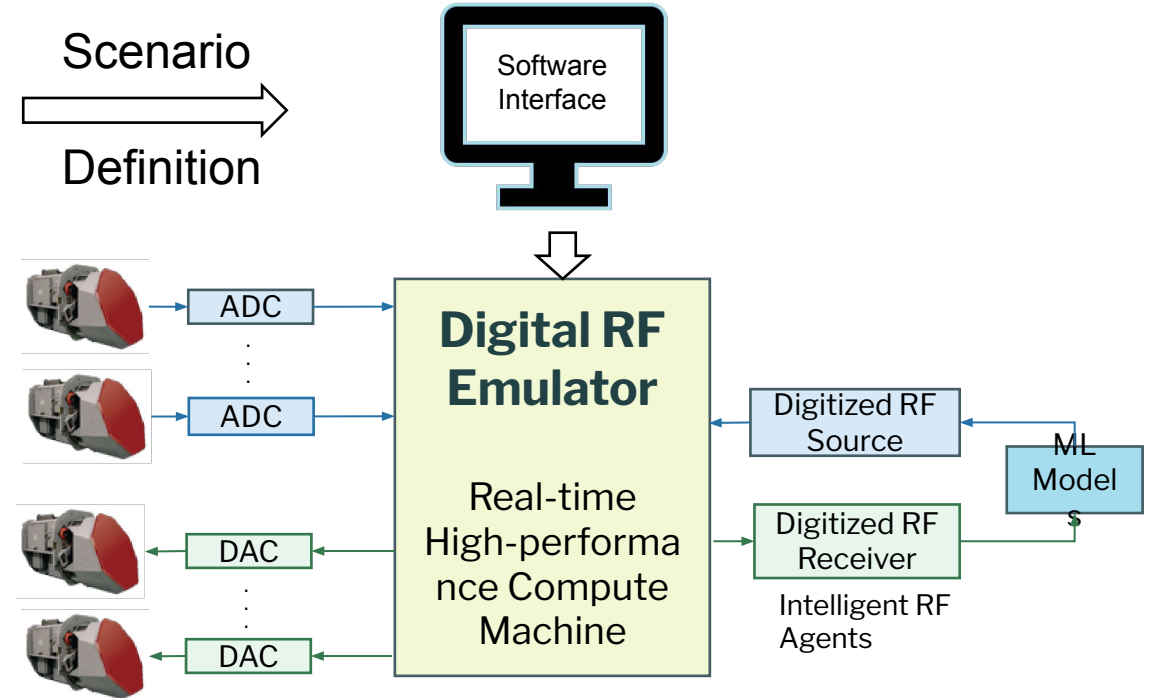 Scenario
Definition
Software
Interface
ADC
ADC
DAC
DAC
Digital RF
Emulator
Real-time
High-performa
nce Compute
Machine
Digitized RF
Source
ML
Model
s
Digitized RF
Receiver
Intelligent RF
Agents